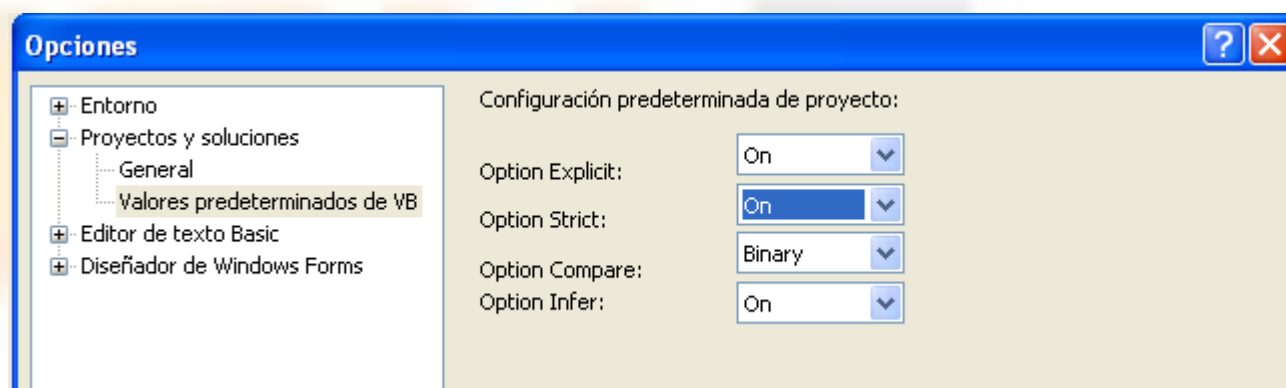 Opciones
Entorno
Proyectos y soluciones
General
Valores predeterminados de VB
Editor de texto Basic
Diseñador de Windows Forms
Configuración predeterminada de proyecto:
Option Explicit: On
Option Strict: On
Option Compare: Binary
Option Infer: On